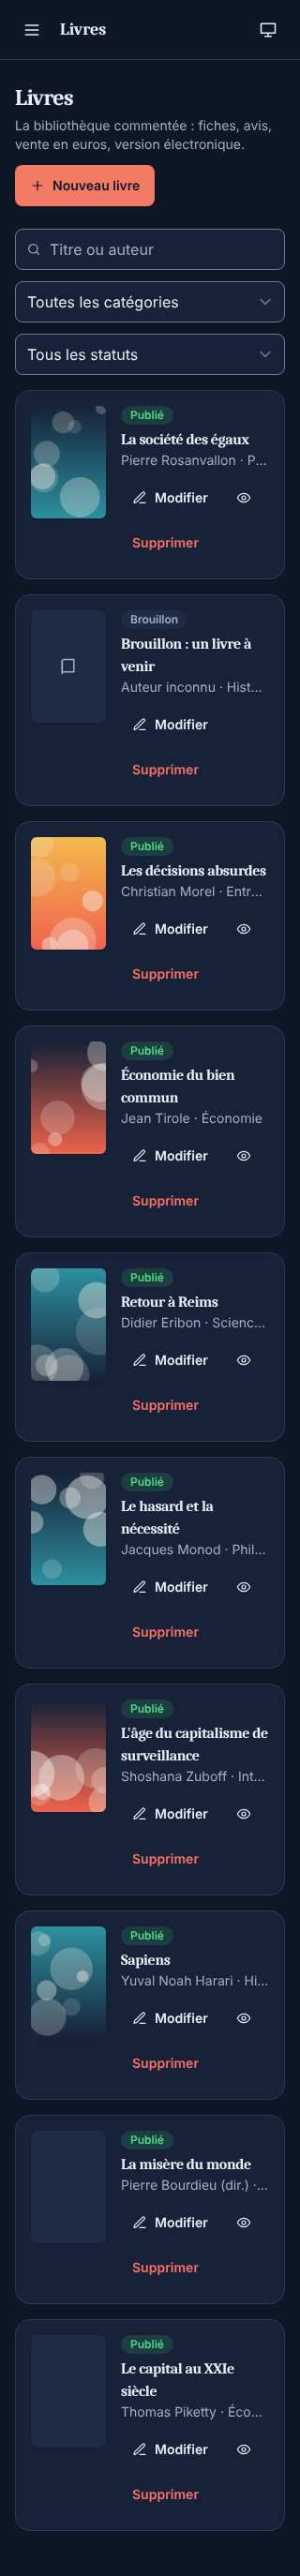 Livres
Livres
La bibliothèque commentée : fiches, avis,
vente en euros, version électronique.
Nouveau livre
Titre ou auteur
Toutes les catégories
Tous les statuts
Publié
La société des égaux
Pierre Rosanvallon · P...
Modifier
Supprimer
Brouillon
Brouillon : un livre à
venir
Auteur inconnu · Hist...
Modifier
Supprimer
Publié
Les décisions absurdes
Christian Morel · Entr...
Modifier
Supprimer
Publié
Économie du bien
commun
Jean Tirole · Économie
Modifier
Supprimer
Publié
Retour à Reims
Didier Eribon · Scienc...
Modifier
Supprimer
Publié
Le hasard et la
nécessité
Jacques Monod · Phil...
Modifier
Supprimer
Publié
L'âge du capitalisme de
surveillance
Shoshana Zuboff · Int...
Modifier
Supprimer
Publié
Sapiens
Yuval Noah Harari · Hi...
Modifier
Supprimer
Publié
La misère du monde
Pierre Bourdieu (dir.) ·...
Modifier
Supprimer
Publié
Le capital au XXIe
siècle
Thomas Piketty · Éco...
Modifier
Supprimer